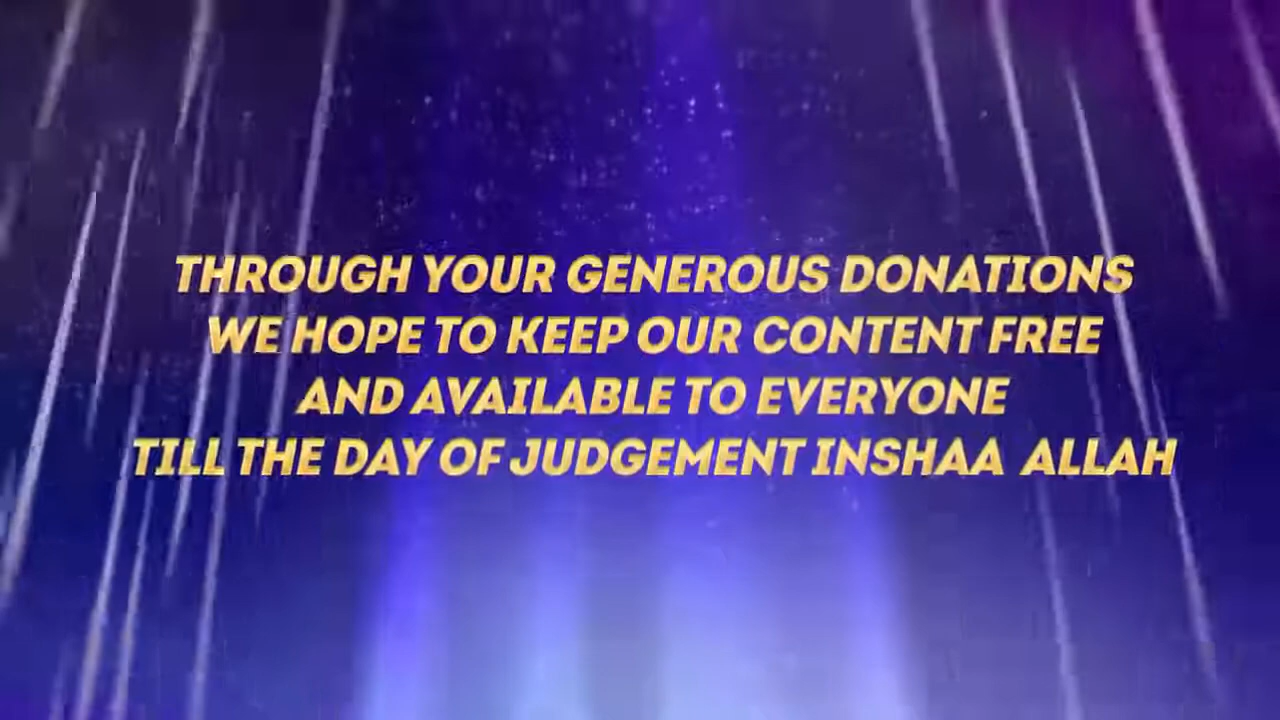 THROUGH YOUR GENEROUS DONATIONS
WE HOPE TO KEEP OUR CONTENT FREE
AND AVAILABLE TO EVERYONE
TILL THE DAY OF JUDGEMENT INSHAA ALLAH